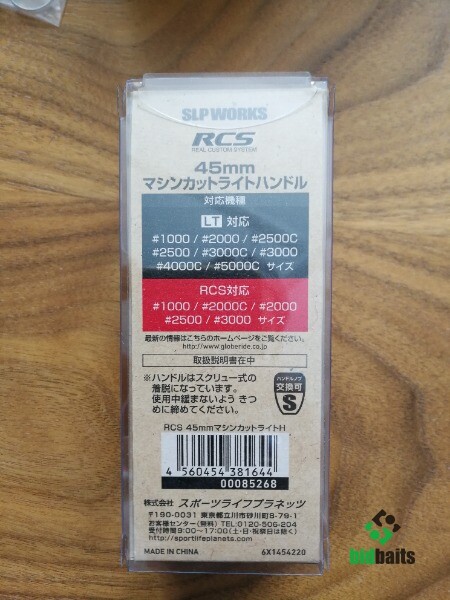 SLP WORKS
RCS
REAL CUSTOM SYSTEM
45mm
マシンカットライトハンドル
対応機種
LT 対応
#1000 / #2000 / #2500C
#2500 / #3000C / #3000
#4000C / #5000C サイズ
RCS対応
#1000 / #2000C / #2000
#2500 / #3000 サイズ
最新の情報はこちらのホームページをご覧ください。
http://www.globeride.co.jp
取扱説明書在中
※ハンドルはスクリュー式の
着脱になっています。
使用中緩まないよう きつ
めに締めてください。
ハンドルノブ
交換可
S
RCS 45mmマシンカットライトH
4 560454 381644
00085268
株式会社 スポーツライフプラネッツ
〒190-0031 東京都立川市砂川町8-79-1
お客様センター(無料) TEL:0120-506-204
受付時間9:00〜17:00(土・日・祝祭日は除く)
http://sportlifeplanets.com/
MADE IN CHINA 6X1454220
bidbaits